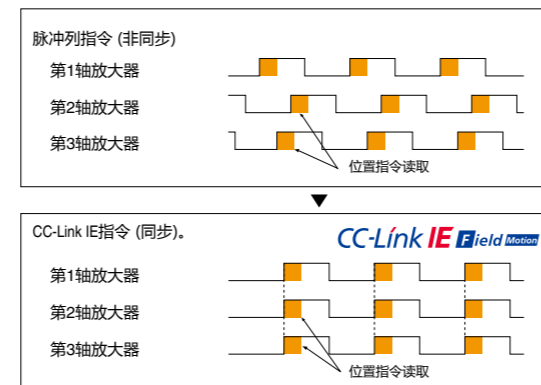 脉冲列指令 (非同步)
第1轴放大器
第2轴放大器
第3轴放大器
位置指令读取
CC-Link IE指令 (同步)。
CC-Link IE Field Motion
第1轴放大器
第2轴放大器
第3轴放大器
位置指令读取